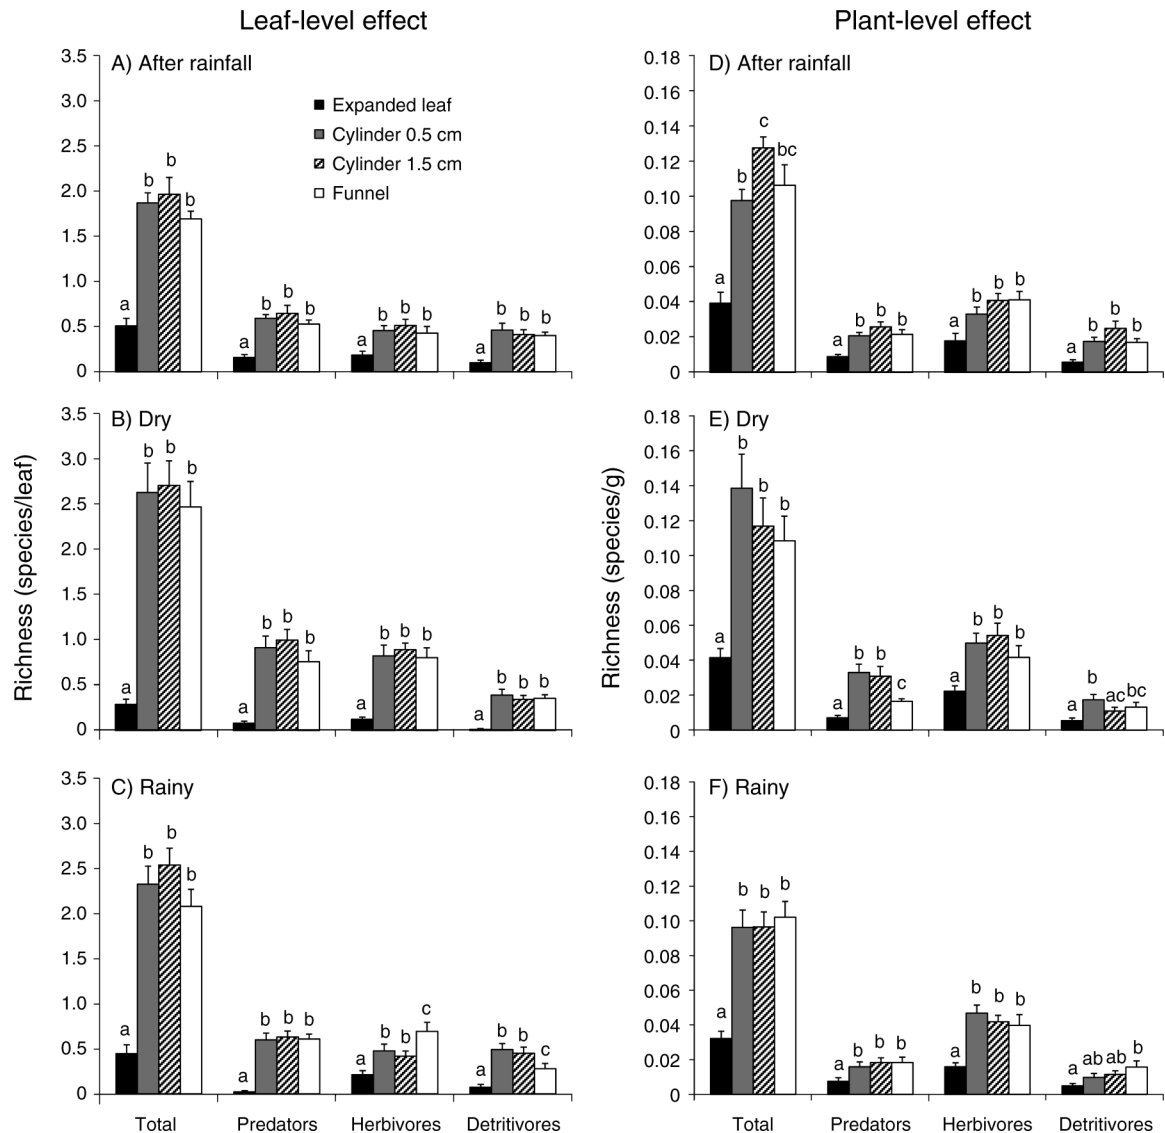 Leaf-level effect
Plant-level effect
A) After rainfall
3.5
3.0
2.5
2.0
1.5
1.0
0.5
0
Expanded leaf
Cylinder 0.5 cm
Cylinder 1.5 cm
Funnel
a b b b
a b b b
a b b b
a b b b
D) After rainfall
0.18
0.16
0.14
0.12
0.10
0.08
0.06
0.04
0.02
0
a b c bc
a b b b
a b b b
a b b b
B) Dry
3.5
3.0
2.5
2.0
1.5
1.0
0.5
0
a b b b
a b b b
a b b b
a b b b
Richness (species/leaf)
E) Dry
0.18
0.16
0.14
0.12
0.10
0.08
0.06
0.04
0.02
0
a b b b
a b b c
a b b b
a b ac bc
Richness (species/g)
C) Rainy
3.5
3.0
2.5
2.0
1.5
1.0
0.5
0
a b b b
a b b b
a b b c
a b b c
Total
Predators
Herbivores
Detritivores
F) Rainy
0.18
0.16
0.14
0.12
0.10
0.08
0.06
0.04
0.02
0
a b b b
a b b b
a b b b
a ab ab b
Total
Predators
Herbivores
Detritivores